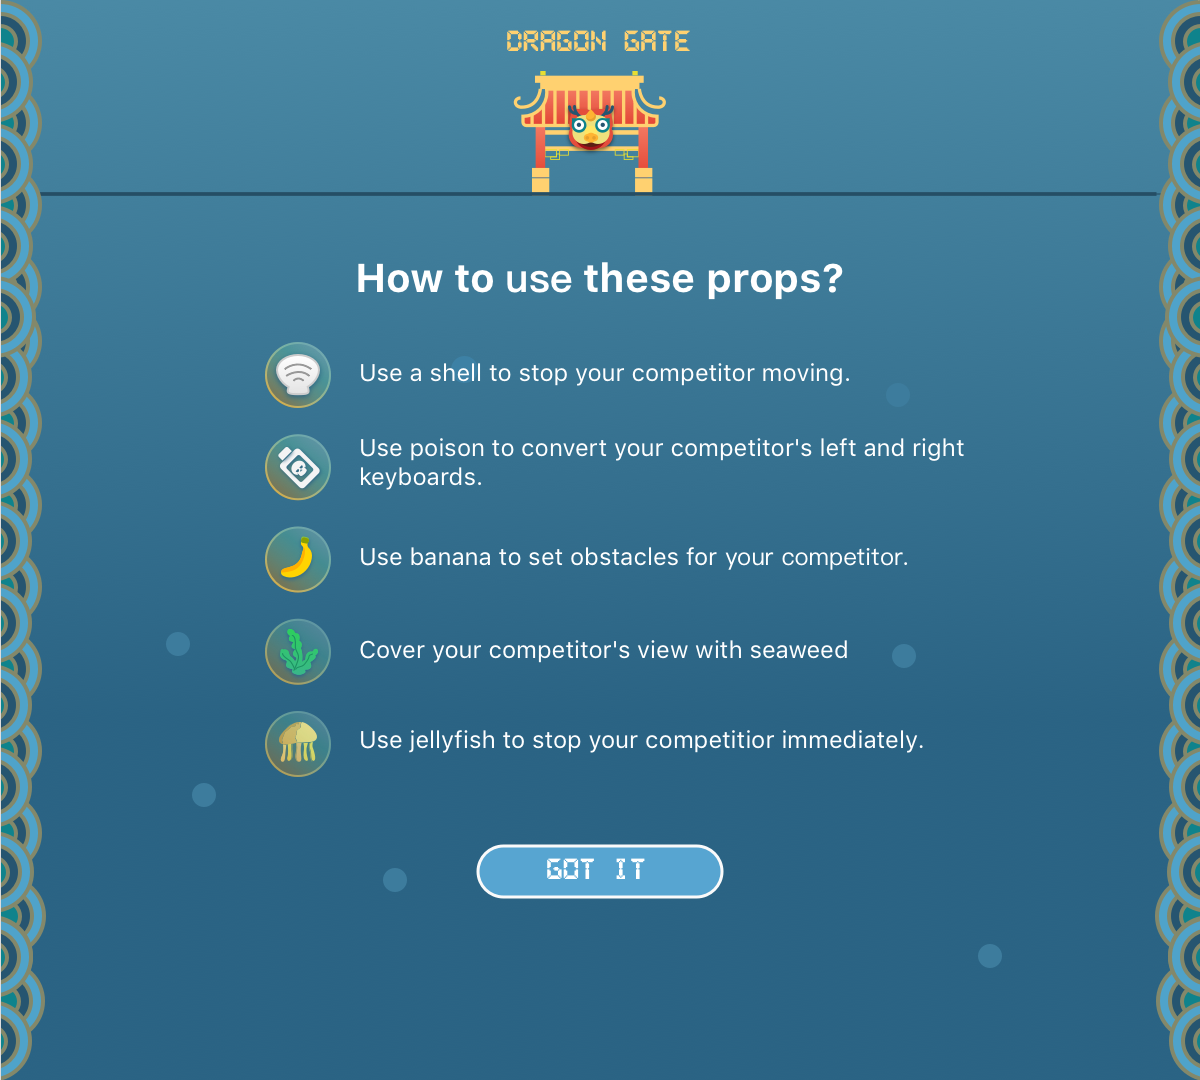 DRAGON GATE
How to use these props?
Use a shell to stop your competitor moving.
Use poison to convert your competitor's left and right
keyboards.
Use banana to set obstacles for your competitor.
Cover your competitor's view with seaweed
Use jellyfish to stop your competitior immediately.
GOT IT